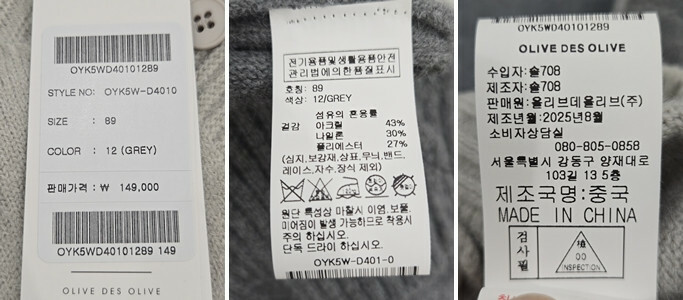 OYK5WD40101289
STYLE NO: OYK5W-D4010
SIZE : 89
COLOR : 12 (GREY)
판매가격 : ₩ 149,000
OYK5WD40101289 149
OLIVE DES OLIVE
전기용품및생활용품안전
관리법에의한품질표시
호칭: 89
색상: 12/GREY
섬유의 혼용률
겉감 아크릴 43%
나일론 30%
폴리에스터 27%
(심지,보강재,상표,무늬,밴드,
레이스,자수,장식 제외)
원단 특성상 마찰시 이염,보풀,
미어짐이 발생 가능하므로 착용시
주의 하십시오.
단독 드라이 하십시오.
OYK5W-D401-0
OYK5WD40101289
OLIVE DES OLIVE
수입자:솔708
제조자:솔708
판매원:올리브데올리브(주)
제조년월:2025년8월
소비자상담실
080-805-0858
서울특별시 강동구 양재대로
103길 13 5층
제조국명:중국
MADE IN CHINA
검사필
檢
00
INSPECTION